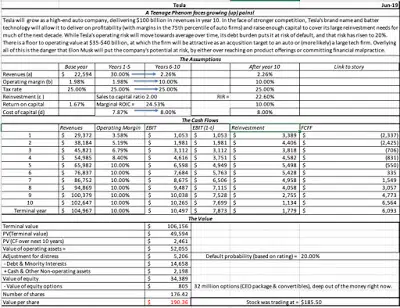 Tesla Jun-19
A Teenage Phenom faces growing (up) pains!
Tesla will grow as a high-end auto company, delivering $100 billion in revenues in year 10. In the face of stronger competition, Tesla's brand name and batter
technology will allow it to deliver on profitability (with margins in the 75th percentile of auto firms) and raise enough capital to cover its large reinvestment needs for
much of the next decade. While Tesla's operating risk will move towards average over time, its debt burden puts it at risk of default, and that risk has risen to 20%.
There is a floor to operating value at $35-$40 billion, at which the firm will be attractive as an acquisition target to an auto or (more likely) a large tech firm. Overlying
all of this is the danger that Elon Musk will put the company's potential at risk, by either over reaching on product offerings or committing financial malpractice.
The Assumptions
Base year Years 1-5 Years 6-10 After year 10 Link to story
Revenues (a) $ 22,594 30.00% 2.26% 2.26%
Operating margin (b) 1.98% 1.98% 10.00% 10.00%
Tax rate 25.00% 25.00% 25.00% 25.00%
Reinvestment (c) Sales to capital ratio 2.00 RIR = 22.60%
Return on capital 1.67% Marginal ROIC = 24.53% 10.00%
Cost of capital (d) 7.87% 8.00% 8.00%
The Cash Flows
Revenues Operating Margin EBIT EBIT (1-t) Reinvestment FCFF
1 $ 29,372 3.58% $ 1,053 $ 1,053 $ 3,389 $ (2,337)
2 $ 38,184 5.19% $ 1,981 $ 1,981 $ 4,406 $ (2,425)
3 $ 45,821 6.79% $ 3,112 $ 3,112 $ 3,818 $ (706)
4 $ 54,985 8.40% $ 4,616 $ 3,751 $ 4,582 $ (831)
5 $ 65,982 10.00% $ 6,598 $ 4,949 $ 5,498 $ (550)
6 $ 76,837 10.00% $ 7,684 $ 5,763 $ 5,428 $ 335
7 $ 86,752 10.00% $ 8,675 $ 6,506 $ 4,958 $ 1,549
8 $ 94,869 10.00% $ 9,487 $ 7,115 $ 4,058 $ 3,057
9 $ 100,379 10.00% $ 10,038 $ 7,528 $ 2,755 $ 4,773
10 $ 102,647 10.00% $ 10,265 $ 7,699 $ 1,134 $ 6,564
Terminal year $ 104,967 10.00% $ 10,497 $ 7,873 $ 1,779 $ 6,093
The Value
Terminal value $ 106,156
PV(Terminal value) $ 49,594
PV (CF over next 10 years) $ 2,461
Value of operating assets = $ 52,055
Adjustment for distress $ 5,206 Default probability (based on rating) = 20.00%
- Debt & Minority Interests $ 14,658
+ Cash & Other Non-operating assets $ 2,198
Value of equity $ 34,389
- Value of equity options $ 805 32 million options (CEO package & convertibles), deep out of the money right now.
Number of shares 176.42
Value per share $ 190.36 Stock was trading at = $185.50